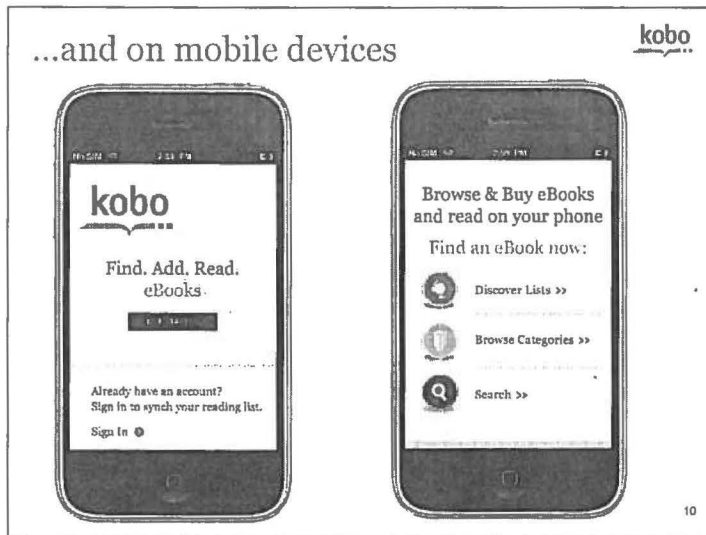 ...and on mobile devices
kobo
kobo
Find. Add. Read.
eBooks
Already have an account?
Sign in to synch your reading list.
Sign In
Browse & Buy eBooks
and read on your phone
Find an eBook now:
Discover Lists >>
Browse Categories >>
Search >>
10